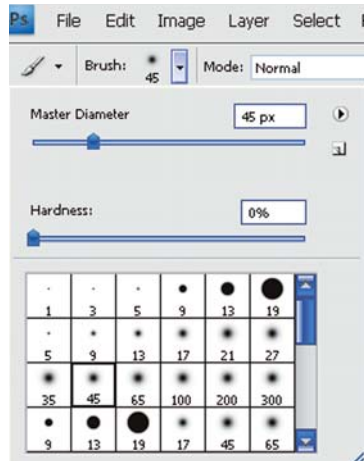 Ps File Edit Image Layer Select
Brush: 45 Mode: Normal
Master Diameter 45 px
Hardness: 0%
1 3 5 9 13 19
5 9 13 17 21 27
35 45 65 100 200 300
9 13 19 17 45 65